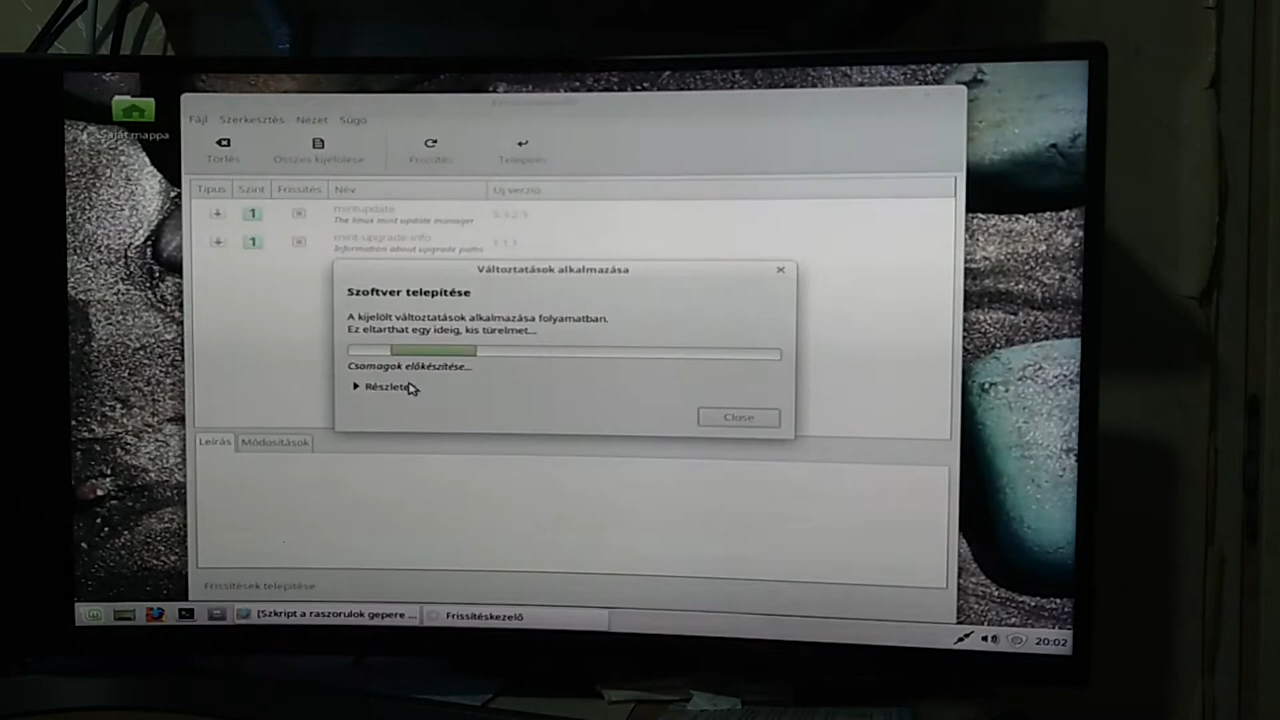 Saját mappa
Fájl Szerkesztés Nézet Súgó
Törlés Összes kijelölése Frissítés Telepítés
Típus Szint Frissítés Név Új verzió
mintupdate
The linux mint update manager
1
mint-upgrade-info
1.1.1
Information about upgrade paths
1
Változtatások alkalmazása
Szoftver telepítése
A kijelölt változtatások alkalmazása folyamatban.
Ez eltarthat egy ideig, kis türelmet...
Csomagok előkészítése...
Close
Leírás Módosítások
Frissítések telepítése
[Szkript a raszorulok gepere ... Frissítéskezelő
20:02